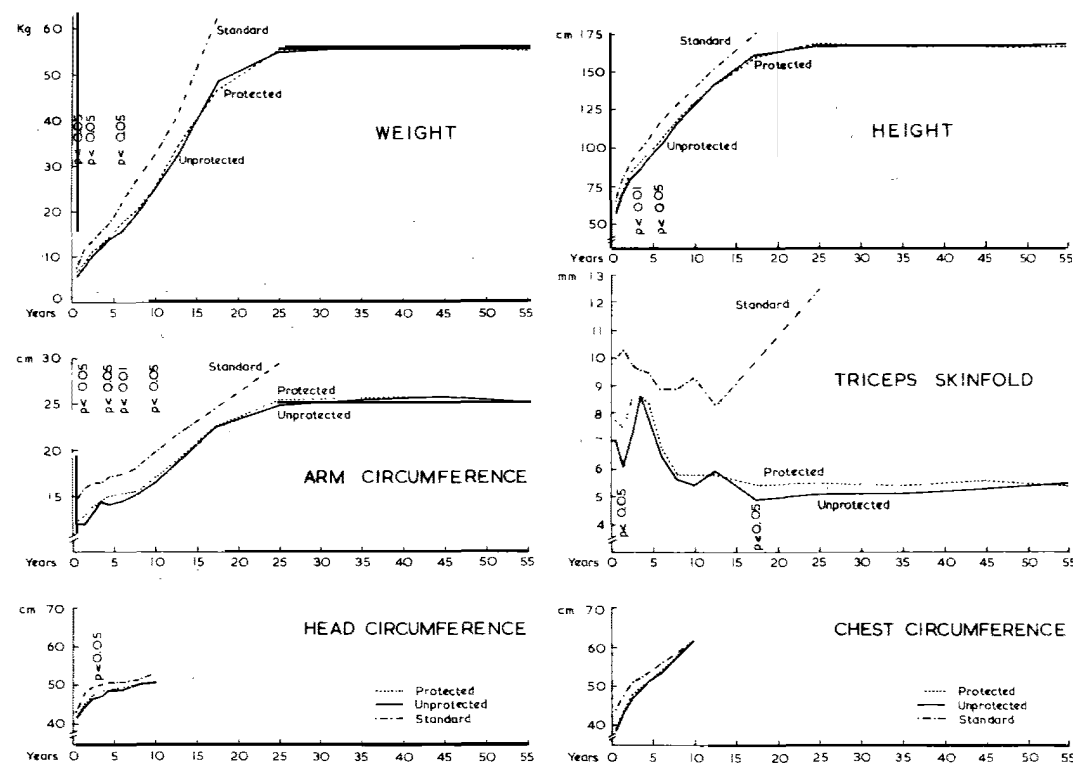 Kg
60
50
40
30
20
10
0
Standard
Protected
Unprotected
WEIGHT
p< 0.05
p< 0.05
p< 0.05
Years 0 5 10 15 20 25 30 35 40 45 50 55
cm 175
150
125
100
75
50
Standard
Protected
Unprotected
HEIGHT
p< 0.01
p< 0.05
Years 0 5 10 15 20 25 30 35 40 45 50 55
cm 30
25
20
15
p< 0.05
p< 0.05
p< 0.01
p< 0.05
Standard
Protected
Unprotected
ARM CIRCUMFERENCE
Years 0 5 10 15 20 25 30 35 40 45 50 55
mm 13
12
11
10
9
8
7
6
5
4
Standard
TRICEPS SKINFOLD
Protected
Unprotected
p< 0.05
p< 0.05
Years 0 5 10 15 20 25 30 35 40 45 50 55
cm 70
60
50
40
p< 0.05
HEAD CIRCUMFERENCE
Protected
Unprotected
Standard
Years 0 5 10 15 20 25 30 35 40 45 50 55
cm 70
60
50
40
CHEST CIRCUMFERENCE
Protected
Unprotected
Standard
Years 0 5 10 15 20 25 30 35 40 45 50 55